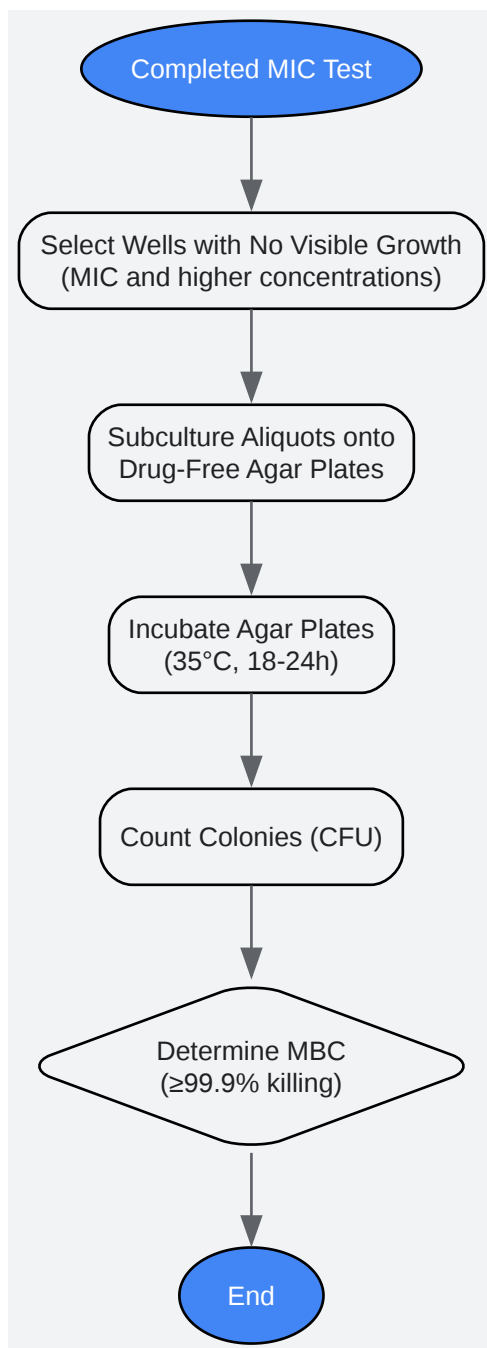 Completed MIC Test
Select Wells with No Visible Growth
(MIC and higher concentrations)
Subculture Aliquots onto
Drug-Free Agar Plates
Incubate Agar Plates
(35°C, 18-24h)
Count Colonies (CFU)
Determine MBC
(≥99.9% killing)
End